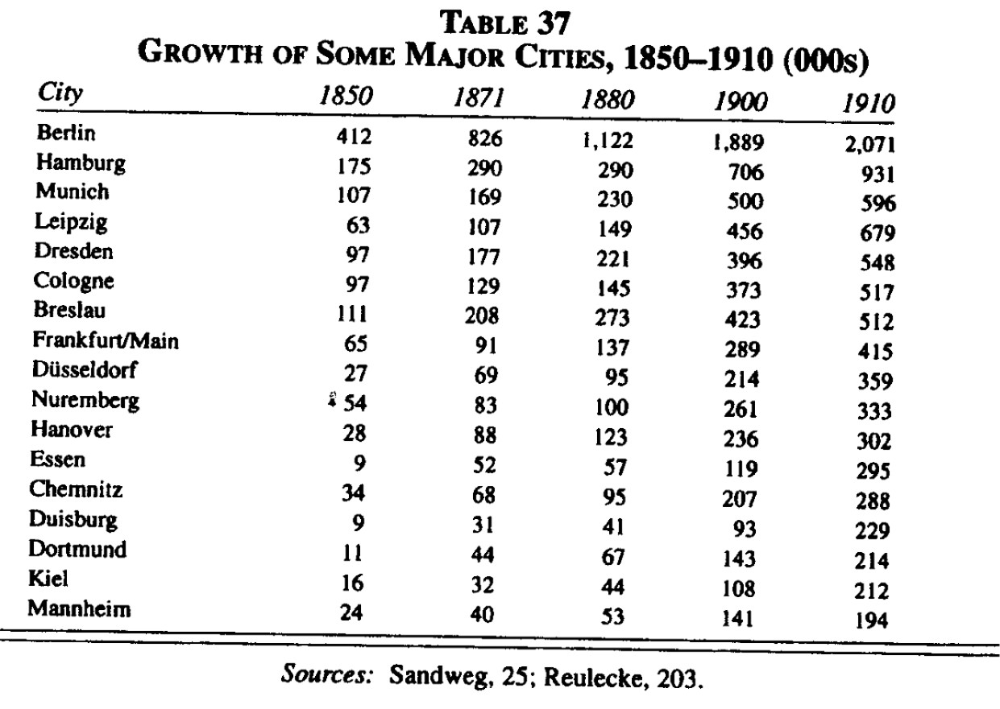 TABLE 37
GROWTH OF SOME MAJOR CITIES, 1850–1910 (000s)
City 1850 1871 1880 1900 1910
Berlin 412 826 1,122 1,889 2,071
Hamburg 175 290 290 706 931
Munich 107 169 230 500 596
Leipzig 63 107 149 456 679
Dresden 97 177 221 396 548
Cologne 97 129 145 373 517
Breslau 111 208 273 423 512
Frankfurt/Main 65 91 137 289 415
Düsseldorf 27 69 95 214 359
Nuremberg 54 83 100 261 333
Hanover 28 88 123 236 302
Essen 9 52 57 119 295
Chemnitz 34 68 95 207 288
Duisburg 9 31 41 93 229
Dortmund 11 44 67 143 214
Kiel 16 32 44 108 212
Mannheim 24 40 53 141 194
Sources: Sandweg, 25; Reulecke, 203.